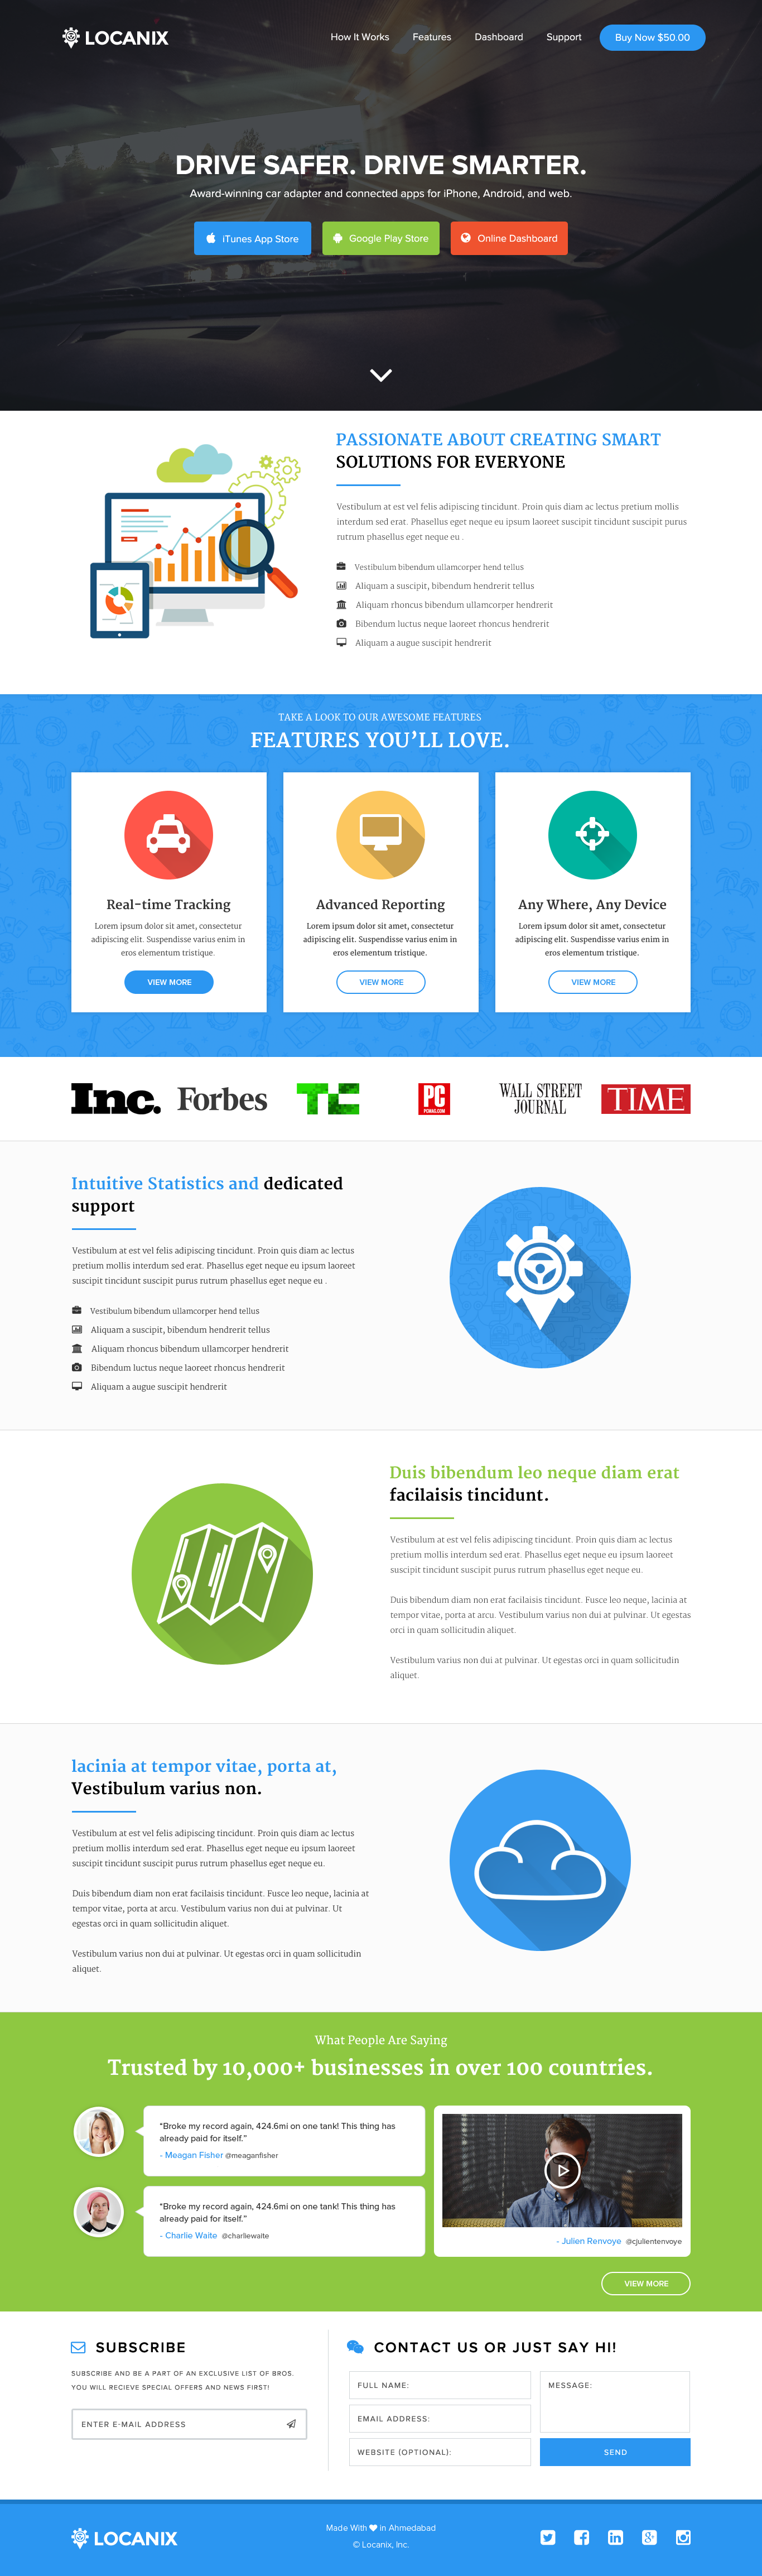 LOCANIX
How It Works Features Dashboard Support Buy Now $50.00
DRIVE SAFER. DRIVE SMARTER.
Award-winning car adapter and connected apps for iPhone, Android, and web.
iTunes App Store Google Play Store Online Dashboard
PASSIONATE ABOUT CREATING SMART
SOLUTIONS FOR EVERYONE
Vestibulum at est vel felis adipiscing tincidunt. Proin quis diam ac lectus pretium mollis
interdum sed erat. Phasellus eget neque eu ipsum laoreet suscipit tincidunt suscipit purus
rutrum phasellus eget neque eu .
Vestibulum bibendum ullamcorper hend tellus
Aliquam a suscipit, bibendum hendrerit tellus
Aliquam rhoncus bibendum ullamcorper hendrerit
Bibendum luctus neque laoreet rhoncus hendrerit
Aliquam a augue suscipit hendrerit
TAKE A LOOK TO OUR AWESOME FEATURES
FEATURES YOU’LL LOVE.
Real-time Tracking
Lorem ipsum dolor sit amet, consectetur
adipiscing elit. Suspendisse varius enim in
eros elementum tristique.
VIEW MORE
Advanced Reporting
Lorem ipsum dolor sit amet, consectetur
adipiscing elit. Suspendisse varius enim in
eros elementum tristique.
VIEW MORE
Any Where, Any Device
Lorem ipsum dolor sit amet, consectetur
adipiscing elit. Suspendisse varius enim in
eros elementum tristique.
VIEW MORE
Inc.
Forbes
TC
PC
PCMAG.COM
WALL STREET
JOURNAL
TIME
Intuitive Statistics and dedicated
support
Vestibulum at est vel felis adipiscing tincidunt. Proin quis diam ac lectus
pretium mollis interdum sed erat. Phasellus eget neque eu ipsum laoreet
suscipit tincidunt suscipit purus rutrum phasellus eget neque eu .
Vestibulum bibendum ullamcorper hend tellus
Aliquam a suscipit, bibendum hendrerit tellus
Aliquam rhoncus bibendum ullamcorper hendrerit
Bibendum luctus neque laoreet rhoncus hendrerit
Aliquam a augue suscipit hendrerit
Duis bibendum leo neque diam erat
facilaisis tincidunt.
Vestibulum at est vel felis adipiscing tincidunt. Proin quis diam ac lectus
pretium mollis interdum sed erat. Phasellus eget neque eu ipsum laoreet
suscipit tincidunt suscipit purus rutrum phasellus eget neque eu.
Duis bibendum diam non erat facilaisis tincidunt. Fusce leo neque, lacinia at
tempor vitae, porta at arcu. Vestibulum varius non dui at pulvinar. Ut egestas
orci in quam sollicitudin aliquet.
Vestibulum varius non dui at pulvinar. Ut egestas orci in quam sollicitudin
aliquet.
lacinia at tempor vitae, porta at,
Vestibulum varius non.
Vestibulum at est vel felis adipiscing tincidunt. Proin quis diam ac lectus
pretium mollis interdum sed erat. Phasellus eget neque eu ipsum laoreet
suscipit tincidunt suscipit purus rutrum phasellus eget neque eu.
Duis bibendum diam non erat facilaisis tincidunt. Fusce leo neque, lacinia at
tempor vitae, porta at arcu. Vestibulum varius non dui at pulvinar. Ut
egestas orci in quam sollicitudin aliquet.
Vestibulum varius non dui at pulvinar. Ut egestas orci in quam sollicitudin
aliquet.
What People Are Saying
Trusted by 10,000+ businesses in over 100 countries.
“Broke my record again, 424.6mi on one tank! This thing has
already paid for itself.”
- Meagan Fisher @meaganfisher
“Broke my record again, 424.6mi on one tank! This thing has
already paid for itself.”
- Charlie Waite @charliewaite
- Julien Renvoye @cjulientenvoye
VIEW MORE
SUBSCRIBE
SUBSCRIBE AND BE A PART OF AN EXCLUSIVE LIST OF BROS.
YOU WILL RECIEVE SPECIAL OFFERS AND NEWS FIRST!
ENTER E-MAIL ADDRESS
CONTACT US OR JUST SAY HI!
FULL NAME:
EMAIL ADDRESS:
WEBSITE (OPTIONAL):
MESSAGE:
SEND
LOCANIX
Made With in Ahmedabad
© Locanix, Inc.